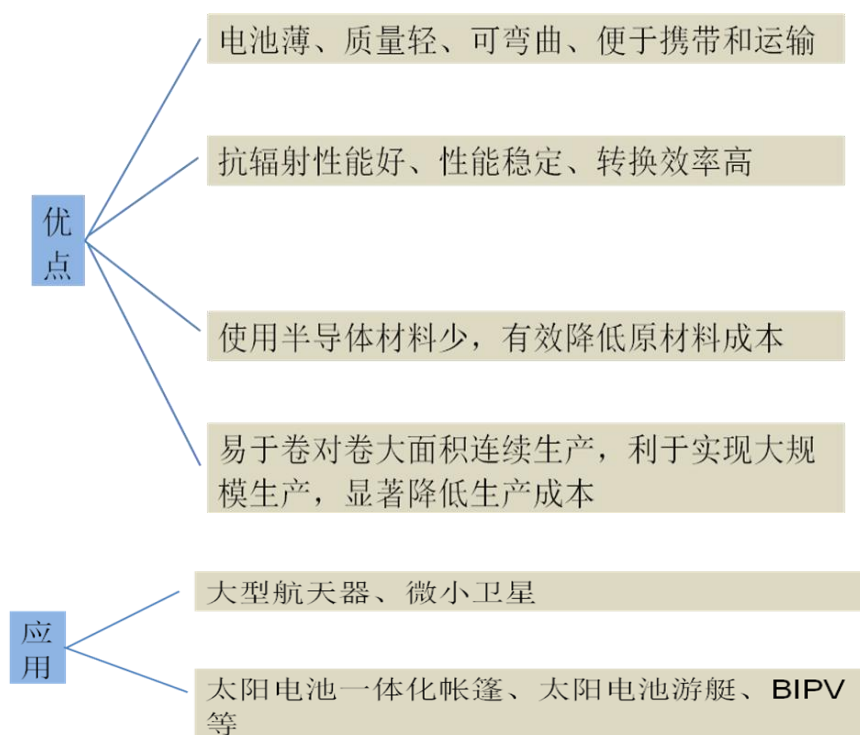 电池薄、质量轻、可弯曲、便于携带和运输
抗辐射性能好、性能稳定、转换效率高
优
点
使用半导体材料少，有效降低原材料成本
易于卷对卷大面积连续生产，利于实现大规
模生产，显著降低生产成本
大型航天器、微小卫星
应
用
太阳电池一体化帐篷、太阳电池游艇、BIPV
等